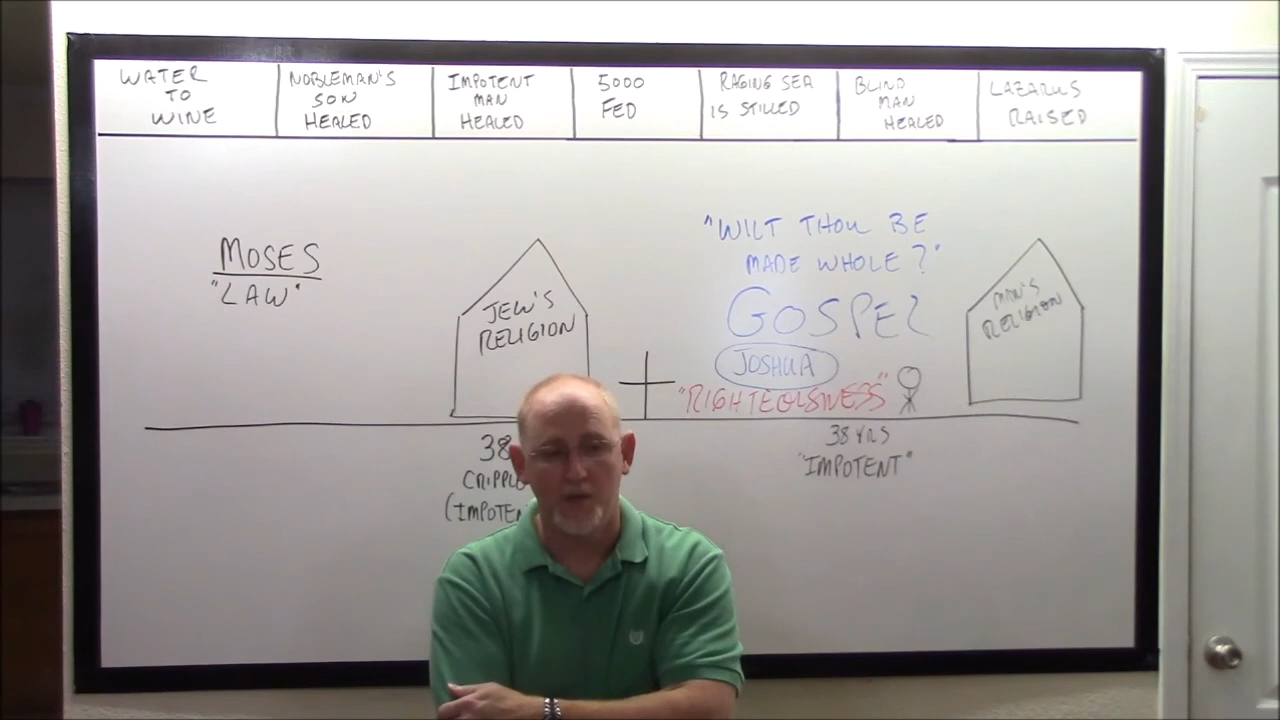 WATER
TO
WINE
NOBLEMAN'S
SON
HEALED
IMPOTENT
MAN
HEALED
5000
FED
RAGING SEA
IS STILLED
BLIND
MAN
HEALED
LAZARUS
RAISED
MOSES
"LAW"
JEW'S
RELIGION
"WILT THOU BE
MADE WHOLE?"
GOSPEL
JOSHUA
"RIGHTEOUSNESS"
MAN'S
RELIGION
38
38 YRS
"IMPOTENT"